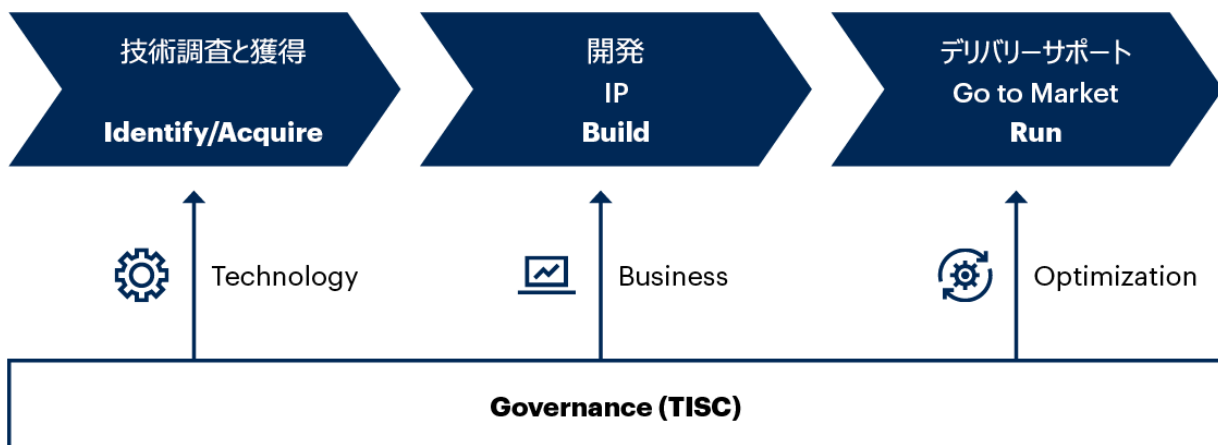 技術調査と獲得
Identify/Acquire
開発
IP
Build
デリバリーサポート
Go to Market
Run
Technology
Business
Optimization
Governance (TISC)